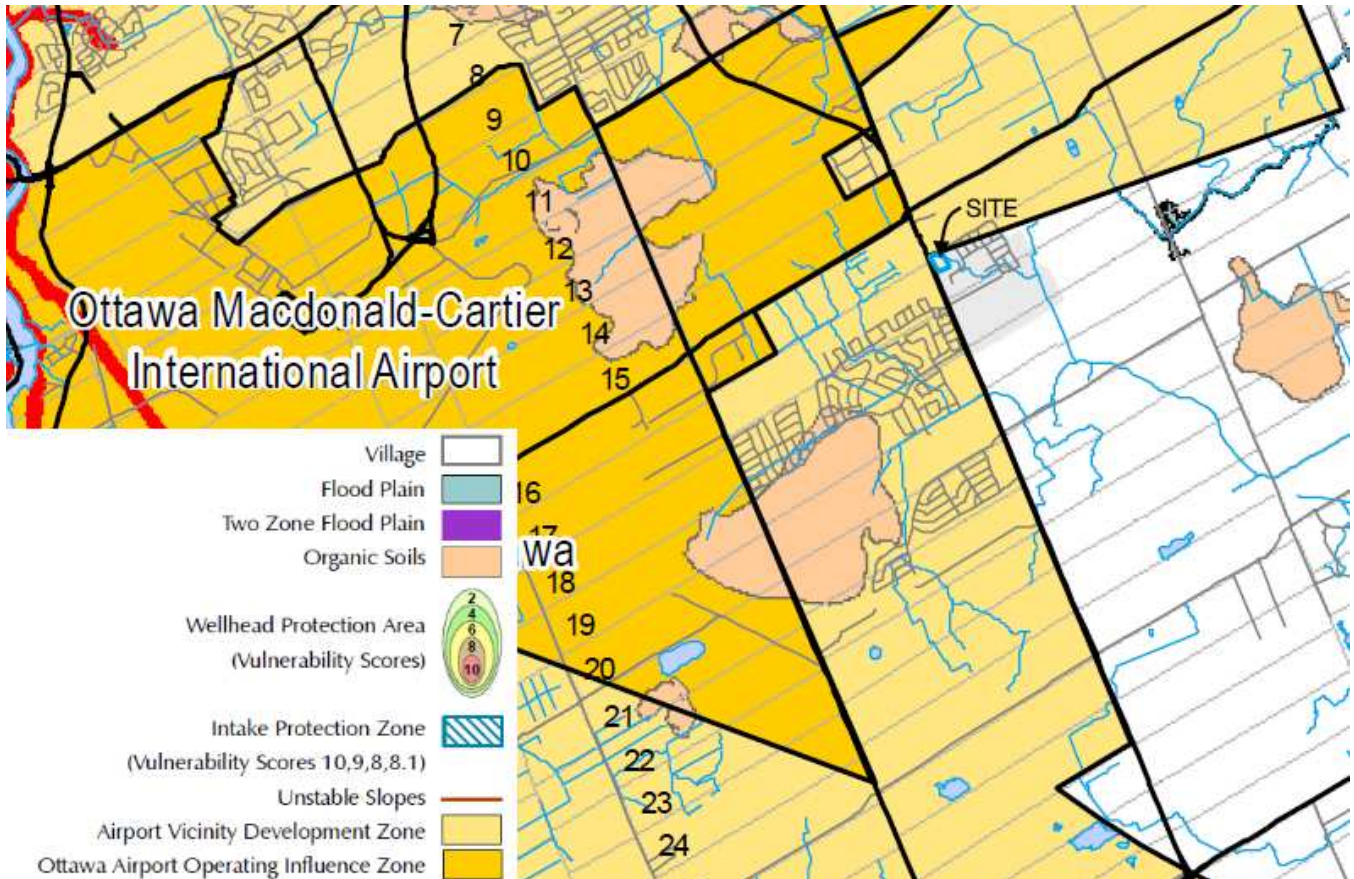 7
8
9
10
11
12
13
14
15
SITE
Ottawa Macdonald-Cartier
International Airport
16
17
wa
18
19
20
21
22
23
24
Village
Flood Plain
Two Zone Flood Plain
Organic Soils
2
4
6
8
10
Wellhead Protection Area
(Vulnerability Scores)
Intake Protection Zone
(Vulnerability Scores 10,9,8,8.1)
Unstable Slopes
Airport Vicinity Development Zone
Ottawa Airport Operating Influence Zone